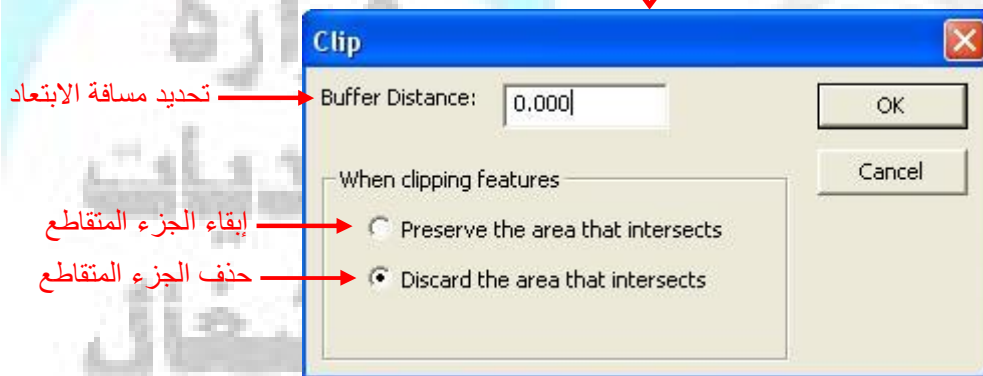 Clip
تحديد مسافة الابتعاد
Buffer Distance:
0.000
OK
Cancel
When clipping features
إبقاء الجزء المتقاطع
Preserve the area that intersects
حذف الجزء المتقاطع
Discard the area that intersects